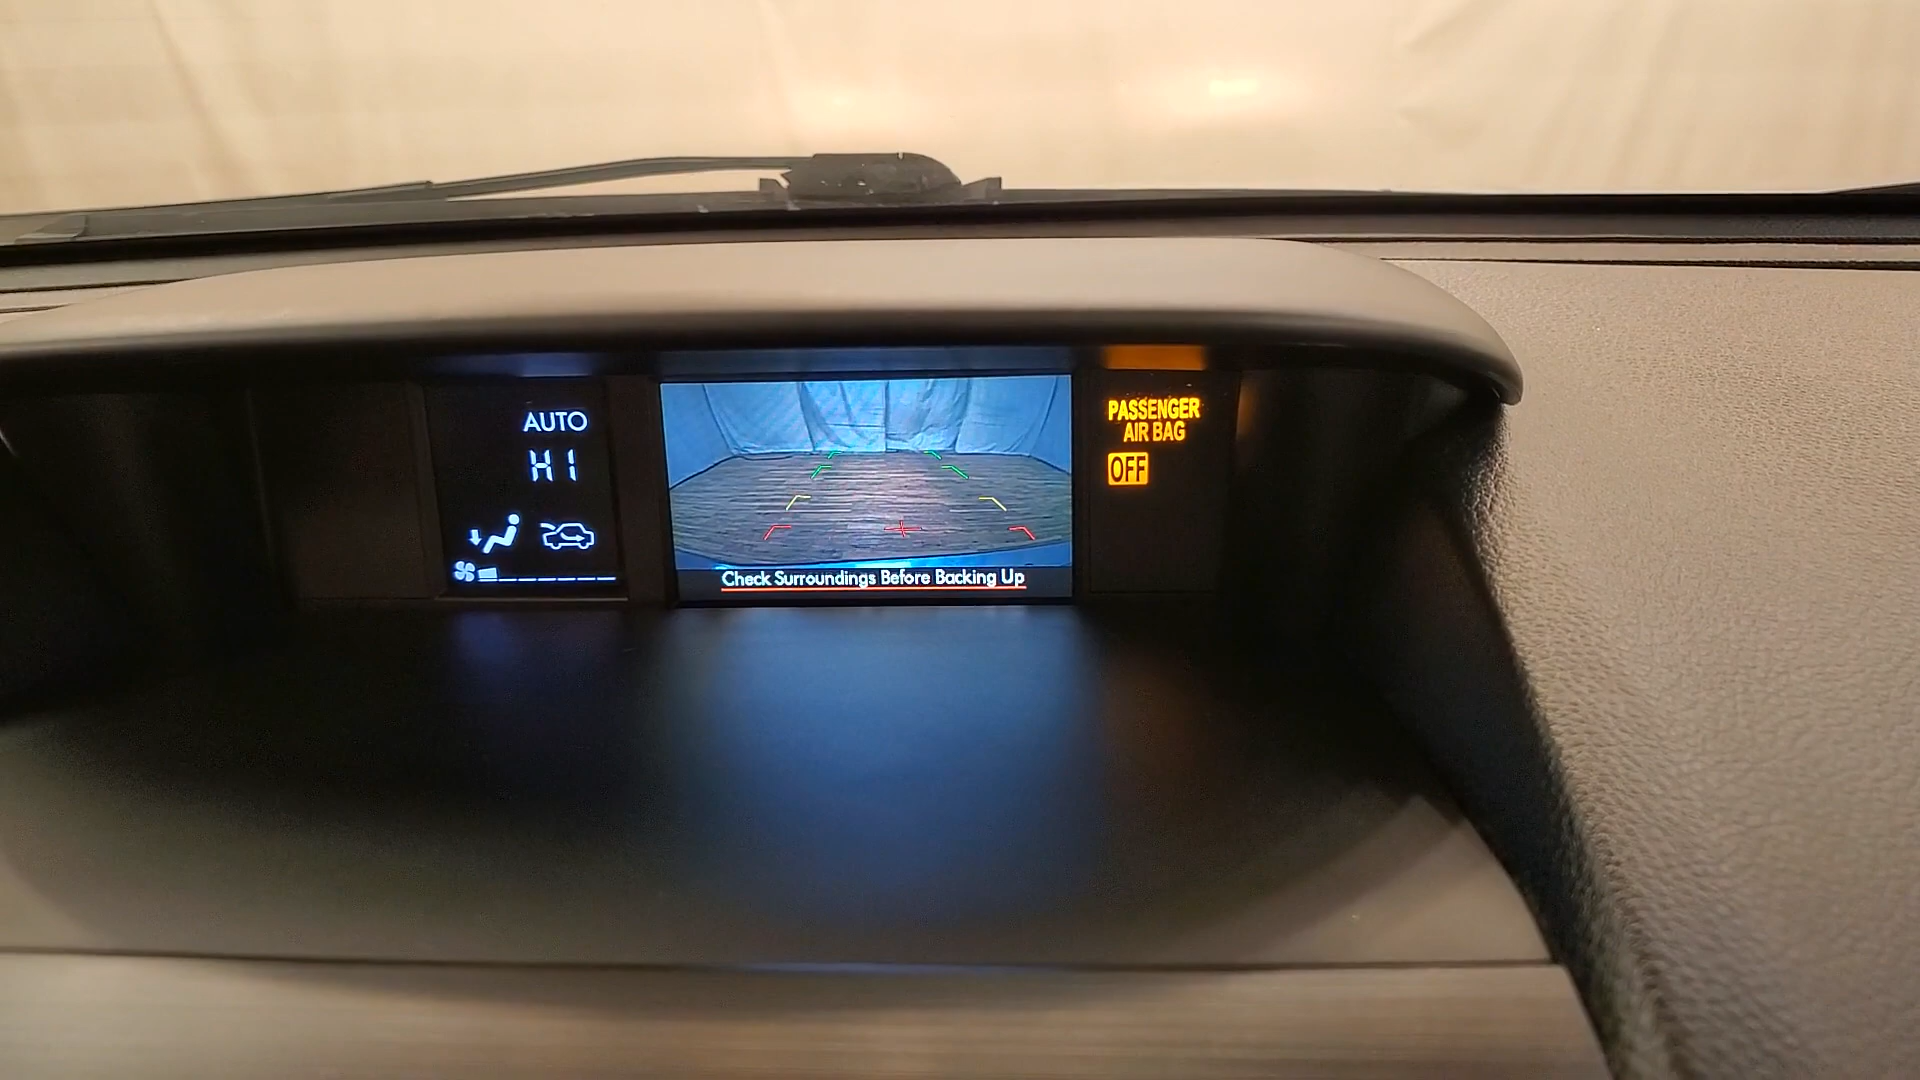 AUTO
HI
Check Surroundings Before Backing Up
PASSENGER
AIR BAG
OFF